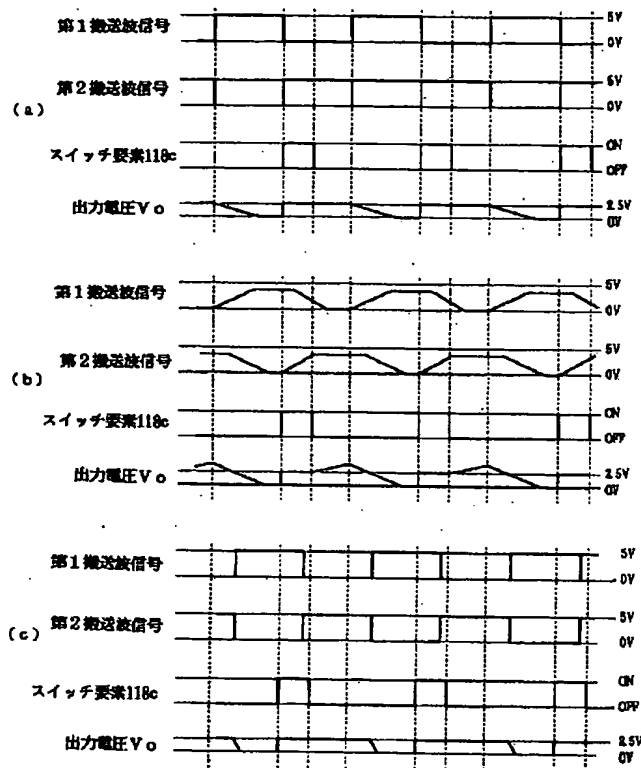 第1搬送波信号
5V
0V
(a)
第2搬送波信号
5V
0V
スイッチ要素118c
ON
OFF
出力電圧Vo
2.5V
0V
(b)
第1搬送波信号
5V
0V
第2搬送波信号
5V
0V
スイッチ要素118c
ON
OFF
出力電圧Vo
2.5V
0V
(c)
第1搬送波信号
5V
0V
第2搬送波信号
5V
0V
スイッチ要素118c
ON
OFF
出力電圧Vo
2.5V
0V